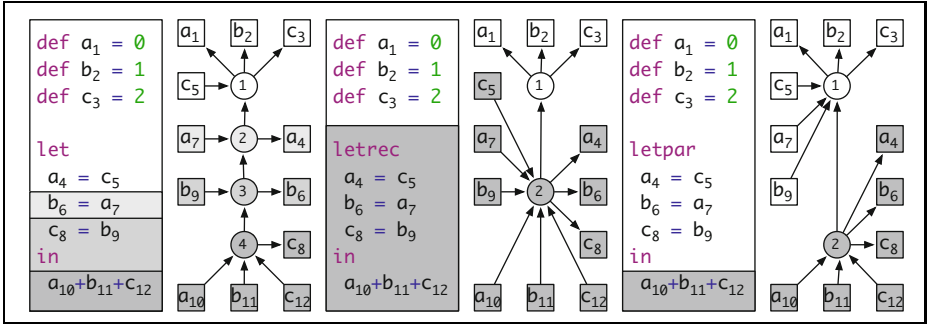 def a₁ = 0
def b₂ = 1
def c₃ = 2
let
a₄ = c₅
b₆ = a₇
c₈ = b₉
in
a₁₀+b₁₁+c₁₂
a₁ b₂ c₃
c₅ 1
a₇ 2 a₄
b₉ 3 b₆
4 c₈
a₁₀ b₁₁ c₁₂
def a₁ = 0
def b₂ = 1
def c₃ = 2
letrec
a₄ = c₅
b₆ = a₇
c₈ = b₉
in
a₁₀+b₁₁+c₁₂
a₁ b₂ c₃
c₅ 1
a₇ a₄
b₉ 2 b₆
c₈
a₁₀ b₁₁ c₁₂
def a₁ = 0
def b₂ = 1
def c₃ = 2
letpar
a₄ = c₅
b₆ = a₇
c₈ = b₉
in
a₁₀+b₁₁+c₁₂
a₁ b₂ c₃
c₅ 1
a₇ a₄
b₉ b₆
2 c₈
a₁₀ b₁₁ c₁₂